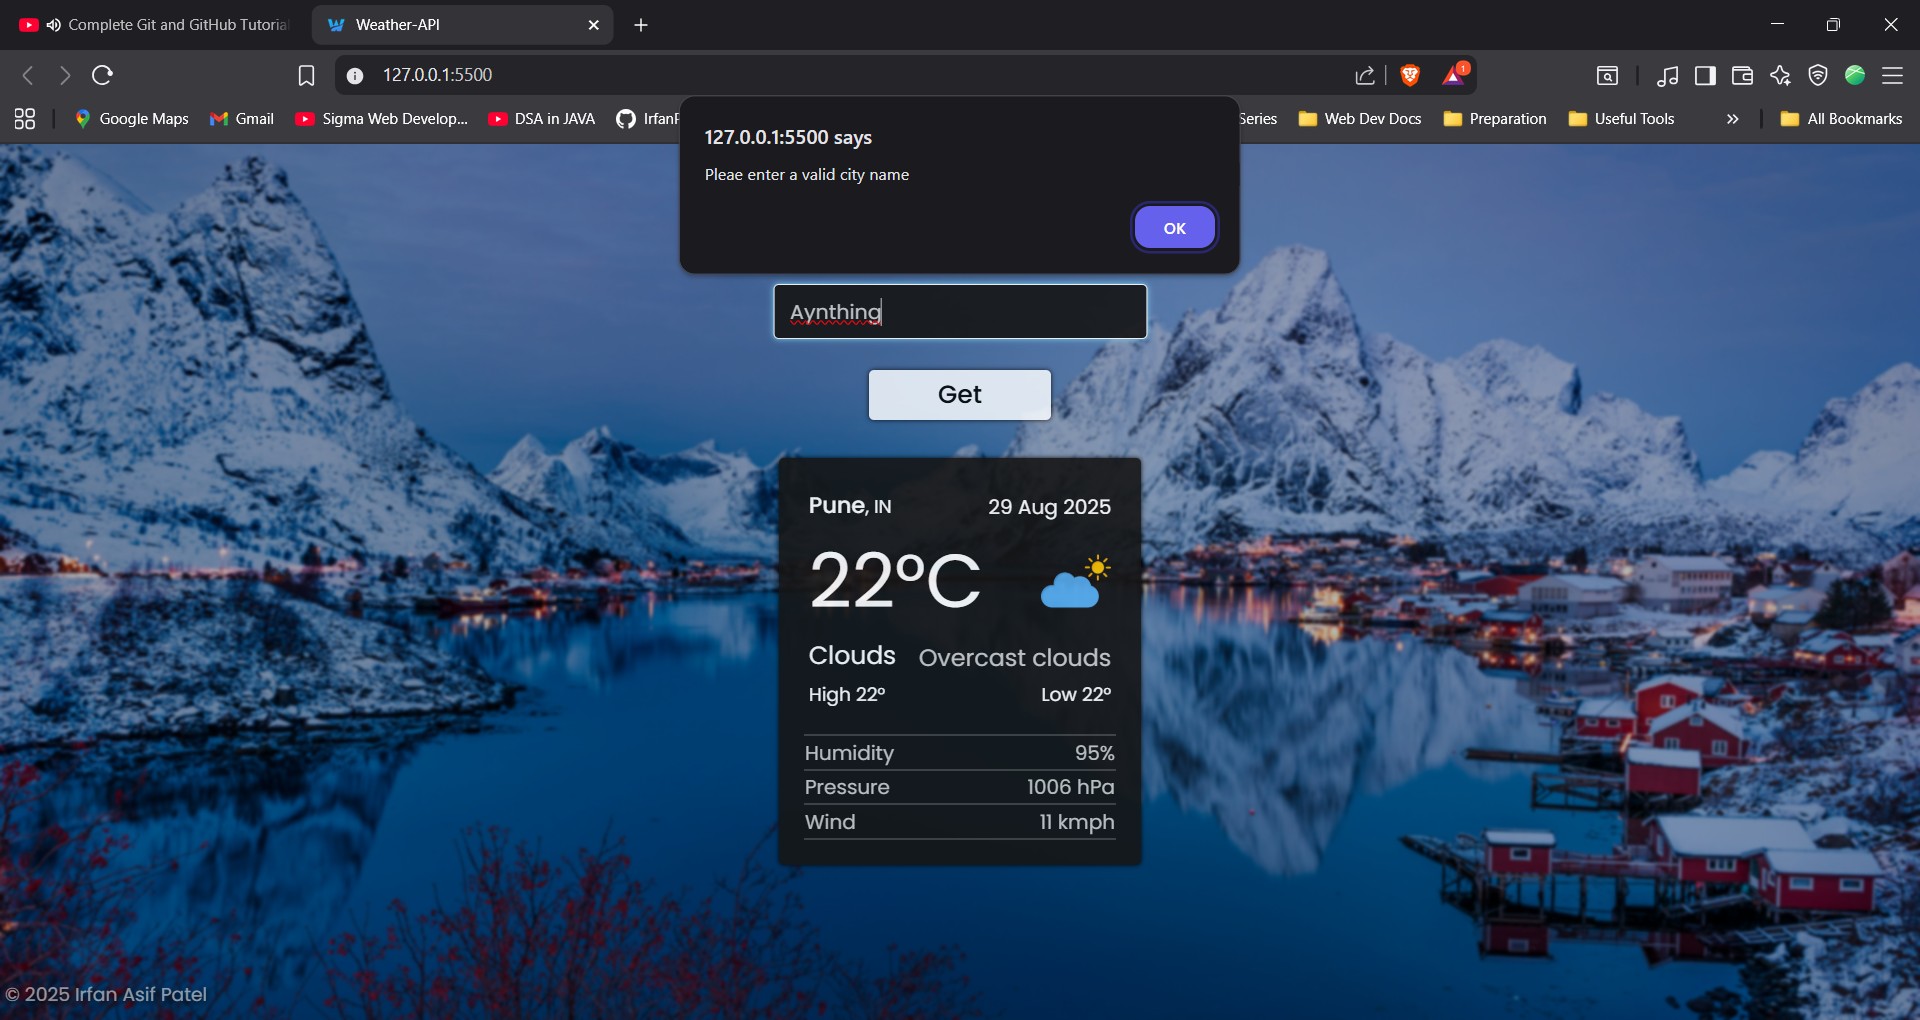 Complete Git and GitHub Tutorial
Weather-API
127.0.0.1:5500
1
Google Maps
Gmail
Sigma Web Develop...
DSA in JAVA
IrfanP
Series
Web Dev Docs
Preparation
Useful Tools
All Bookmarks
127.0.0.1:5500 says
Pleae enter a valid city name
OK
Aynthing
Get
Pune, IN
29 Aug 2025
22°C
Clouds
Overcast clouds
High 22°
Low 22°
Humidity 95%
Pressure 1006 hPa
Wind 11 kmph
© 2025 Irfan Asif Patel